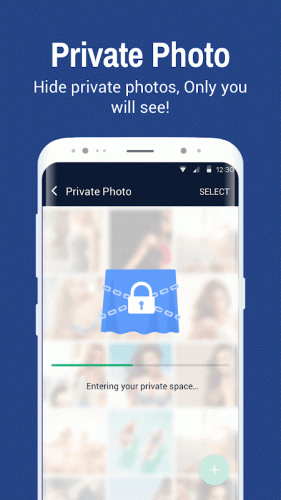 Private Photo
Hide private photos, Only you
will see!
12:30
Private Photo
SELECT
Entering your private space...